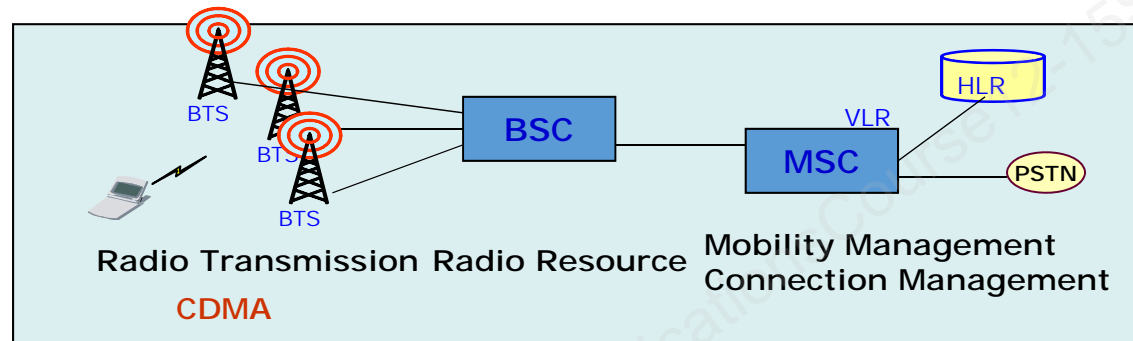 BTS
BTS
BTS
BSC
VLR
MSC
HLR
PSTN
Radio Transmission Radio Resource
Mobility Management
Connection Management
CDMA